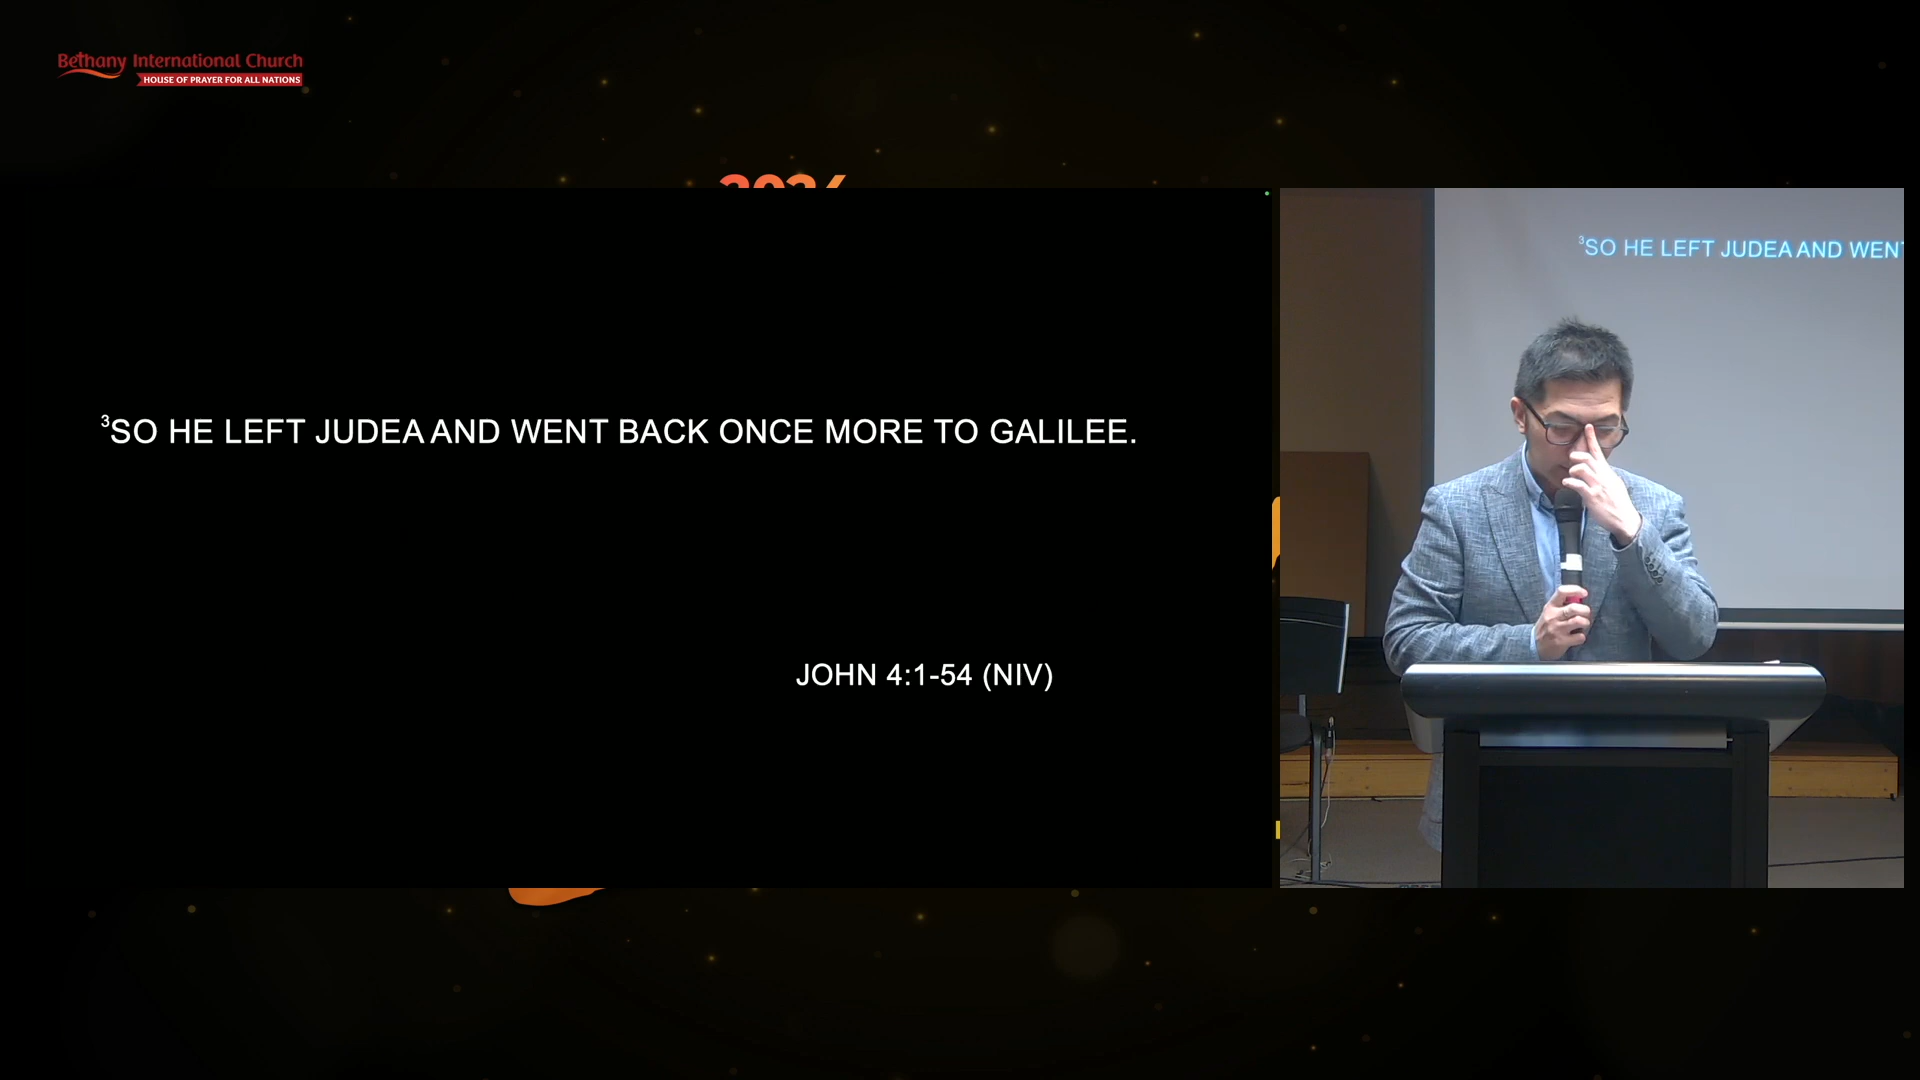 Bethany International Church
HOUSE OF PRAYER FOR ALL NATIONS
³SO HE LEFT JUDEA AND WENT BACK ONCE MORE TO GALILEE.
JOHN 4:1-54 (NIV)
³SO HE LEFT JUDEA AND WENT